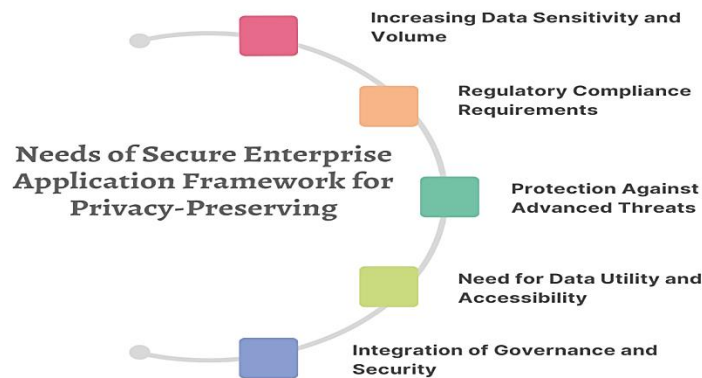 Increasing Data Sensitivity and
Volume
Regulatory Compliance
Requirements
Needs of Secure Enterprise
Application Framework for
Privacy-Preserving
Protection Against
Advanced Threats
Need for Data Utility and
Accessibility
Integration of Governance and
Security